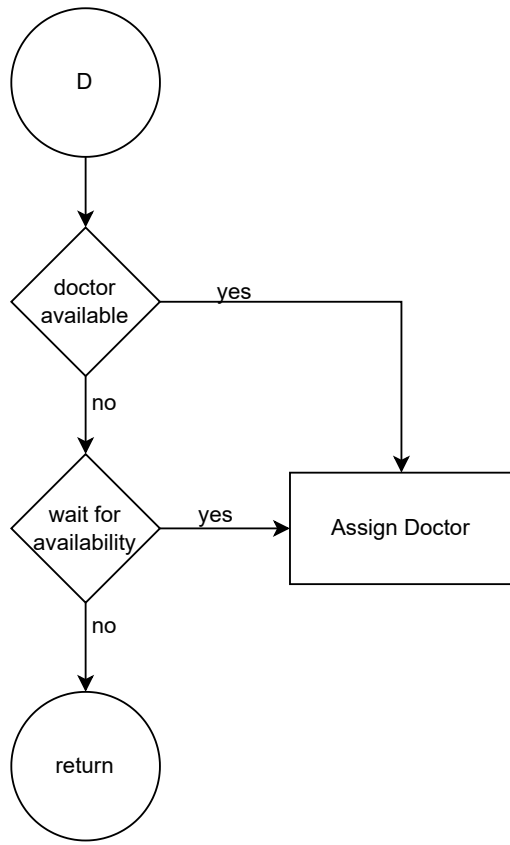 D
doctor
available
yes
no
wait for
availability
yes
Assign Doctor
no
return